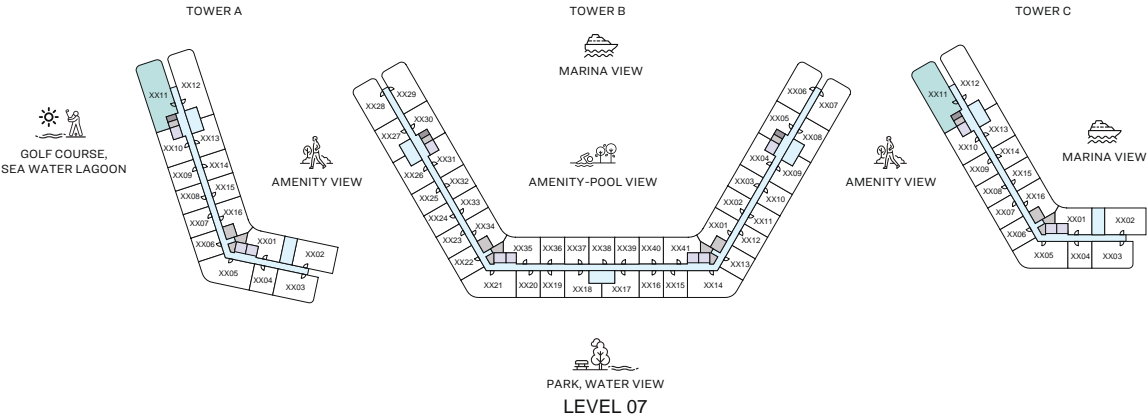 TOWER A
TOWER B
TOWER C
MARINA VIEW
GOLF COURSE,
SEA WATER LAGOON
AMENITY VIEW
AMENITY-POOL VIEW
AMENITY VIEW
MARINA VIEW
XX12
XX11
XX13
XX10
XX14
XX09
XX15
XX08
XX16
XX07
XX06
XX01
XX02
XX05
XX04
XX03
XX29
XX28
XX30
XX27
XX31
XX26
XX32
XX25
XX33
XX24
XX34
XX23
XX22
XX35
XX36
XX37
XX38
XX39
XX40
XX41
XX21
XX20
XX19
XX18
XX17
XX16
XX15
XX14
XX06
XX07
XX05
XX08
XX04
XX09
XX03
XX10
XX02
XX11
XX01
XX12
XX13
XX12
XX11
XX13
XX10
XX14
XX09
XX15
XX08
XX16
XX07
XX06
XX01
XX02
XX05
XX04
XX03
PARK, WATER VIEW
LEVEL 07